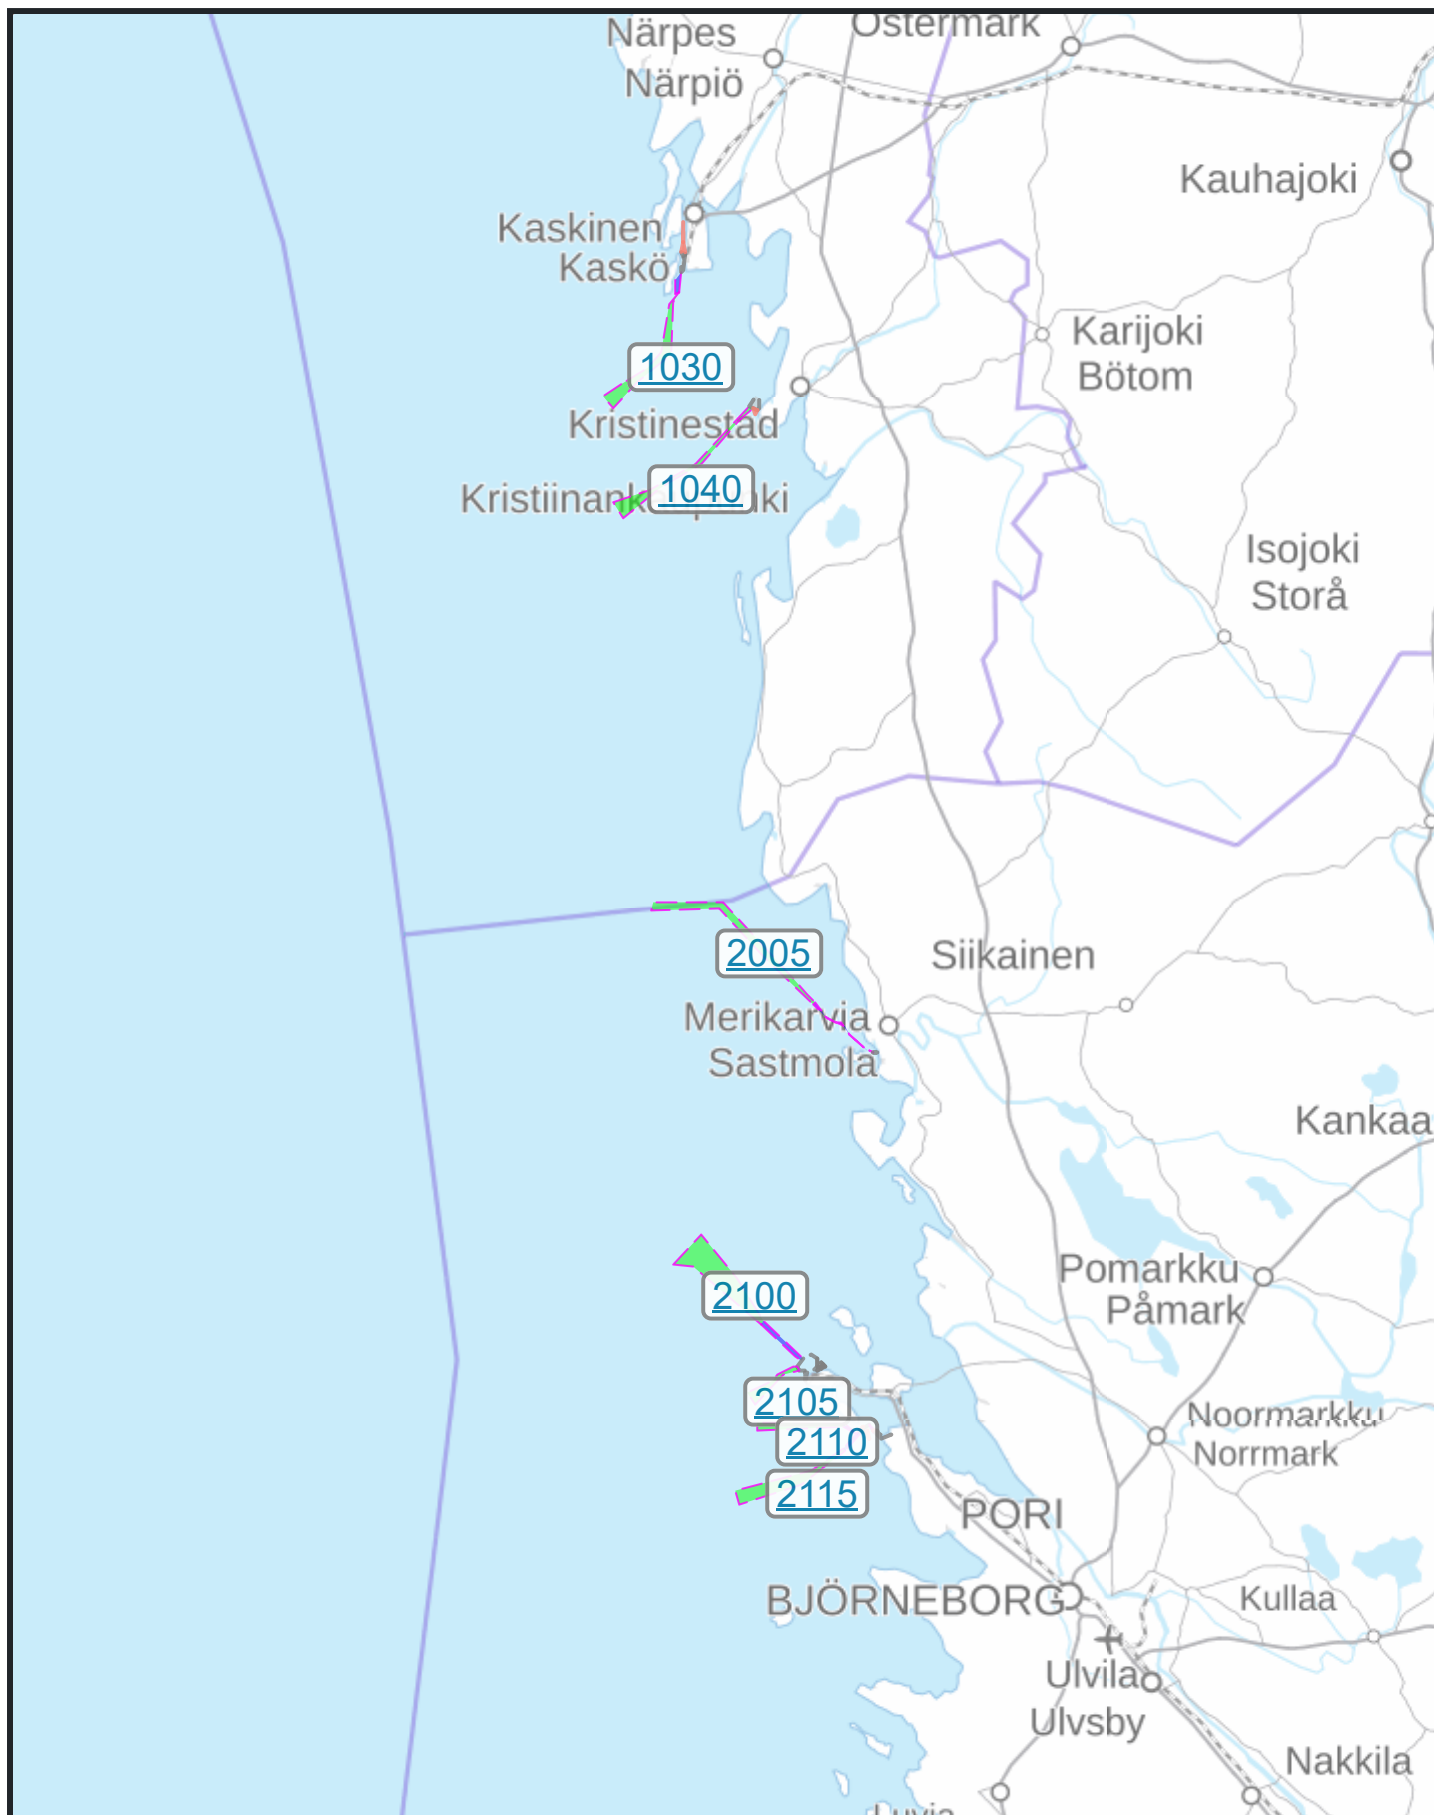 Närpes
Närpiö
Östermark
Kauhajoki
Kaskinen
Kaskö
1030
Karijoki
Bötom
Kristinestad
1040
Isojoki
Storå
2005
Siikainen
Merikarvia
Sastmola
Kankaa
2100
Pomarkku
Påmark
2105
2110
2115
Noormarkku
Norrmark
PORI
BJÖRNEBORG
Kullaa
Ulvila
Ulvsby
Nakkila